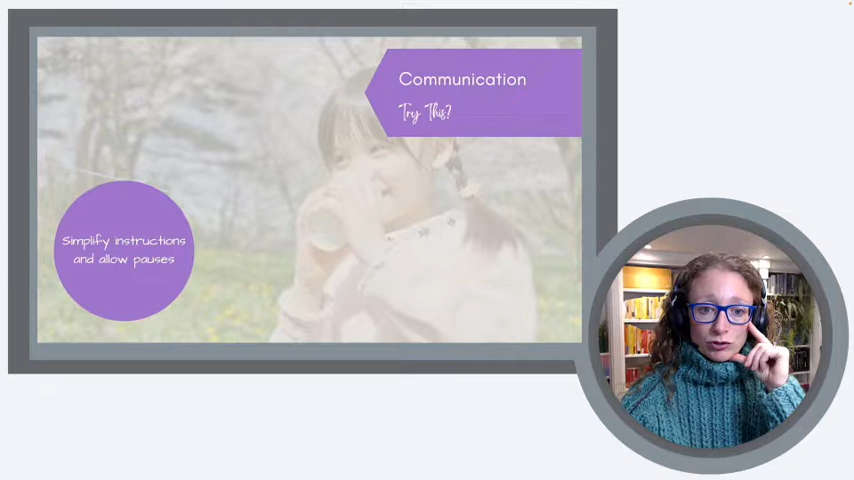 Communication
Try This?
Simplify instructions
and allow pauses